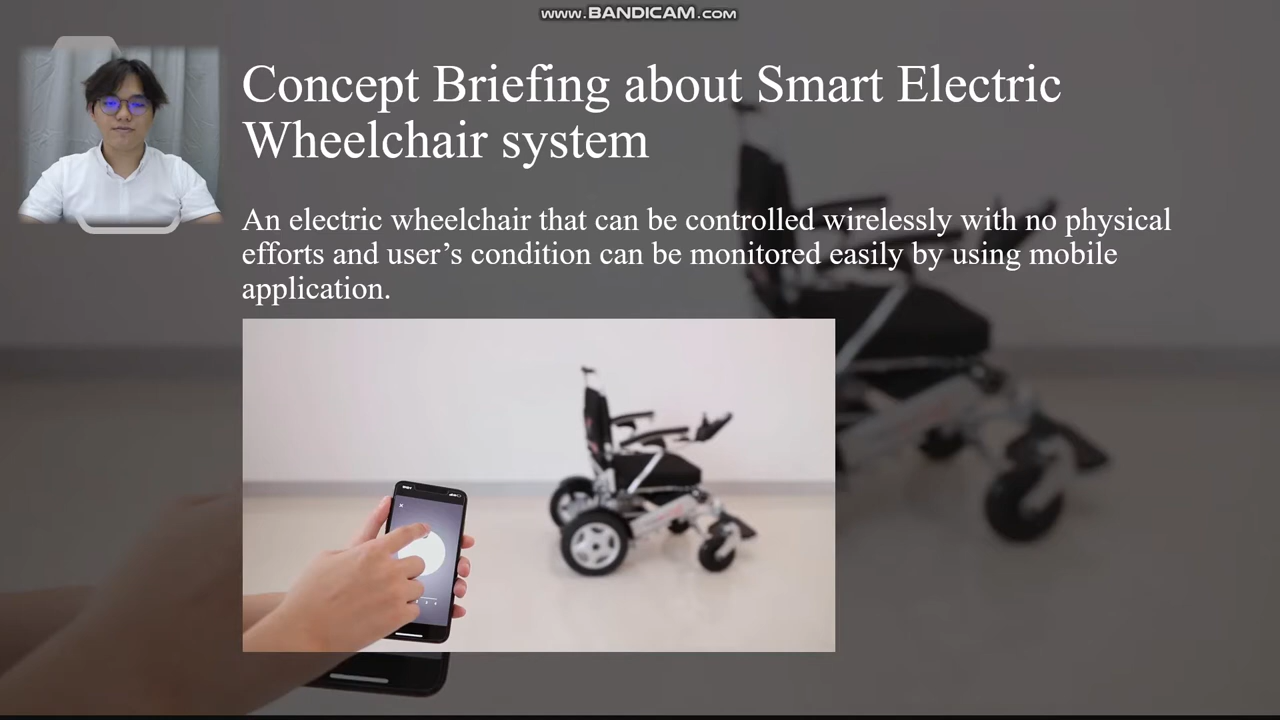 WWW.BANDICAM.COM
Concept Briefing about Smart Electric
Wheelchair system
An electric wheelchair that can be controlled wirelessly with no physical
efforts and user’s condition can be monitored easily by using mobile
application.